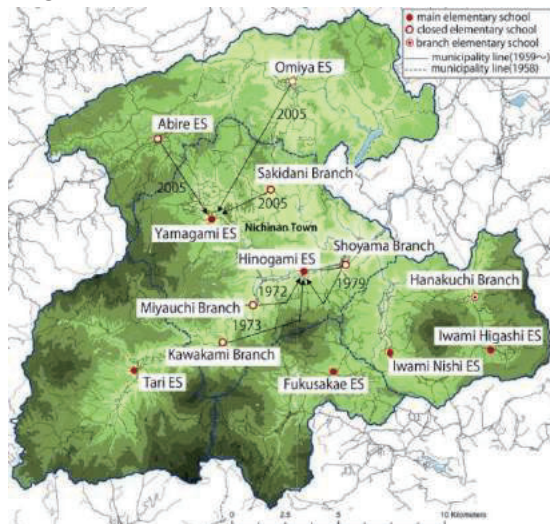 main elementary school
closed elementary school
branch elementary school
municipality line(1959~)
municipality line(1958)
Omiya ES
2005
Abire ES
2005
Sakidani Branch
2005
Yamagami ES
Nichinan Town
Shoyama Branch
Hinogami ES
1972
1979
Hanakuchi Branch
Miyauchi Branch
1973
Iwami Higashi ES
Kawakami Branch
Iwami Nishi ES
Tari ES
Fukusakae ES
0 2.5 5 10 Kilometers